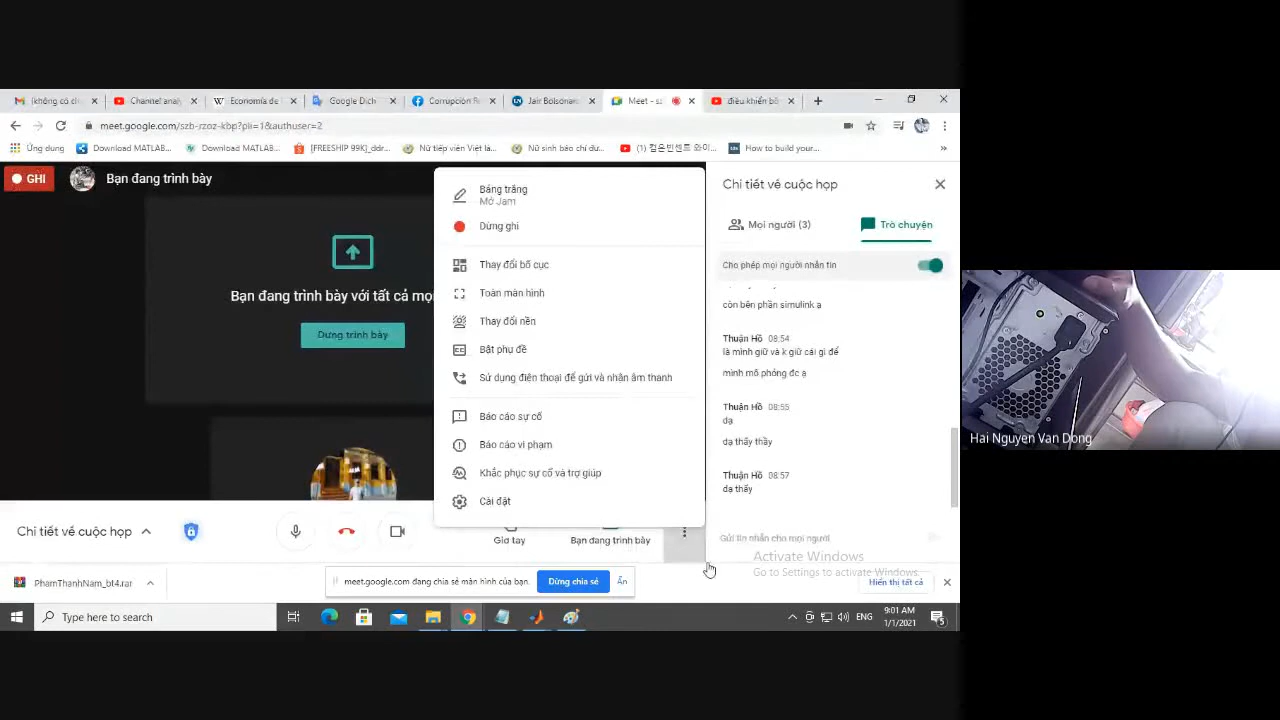 (không có ch
Channel anal
Economía de
Google Dịch
Corrupción R
Jair Bolsonar
Meet - sz
điều khiển bồ
meet.google.com/szb-rzoz-kbp?pli=1&authuser=2
Ứng dụng
Download MATLAB...
Download MATLAB...
[FREESHIP 99K]_ddr...
Nữ tiếp viên Việt la...
Nữ sinh báo chí dư...
How to build your...
GHI
Bạn đang trình bày
Bạn đang trình bày với tất cả mọ
Dừng trình bày
Bảng trắng
Mở Jam
Dừng ghi
Thay đổi bố cục
Toàn màn hình
Thay đổi nền
Bật phụ đề
Sử dụng điện thoại để gửi và nhận âm thanh
Báo cáo sự cố
Báo cáo vi phạm
Khắc phục sự cố và trợ giúp
Cài đặt
Chi tiết về cuộc họp
Mọi người (3)
Trò chuyện
Cho phép mọi người nhắn tin
còn bên phần simulink ạ
Thuận Hồ 08:54
là mình giữ và k giữ cái gì để
mình mô phỏng đc ạ
Thuận Hồ 08:55
dạ
dạ thấy thầy
Thuận Hồ 08:57
dạ thấy
Gửi tin nhắn cho mọi người
Hai Nguyen Van Dong
Chi tiết về cuộc họp
Giơ tay
Bạn đang trình bày
Activate Windows
Go to Settings to activate Windows.
PhamThanhNam_bt4.rar
meet.google.com đang chia sẻ màn hình của bạn.
Dừng chia sẻ
Ẩn
Hiển thị tất cả
Type here to search
ENG
9:01 AM
1/1/2021
5